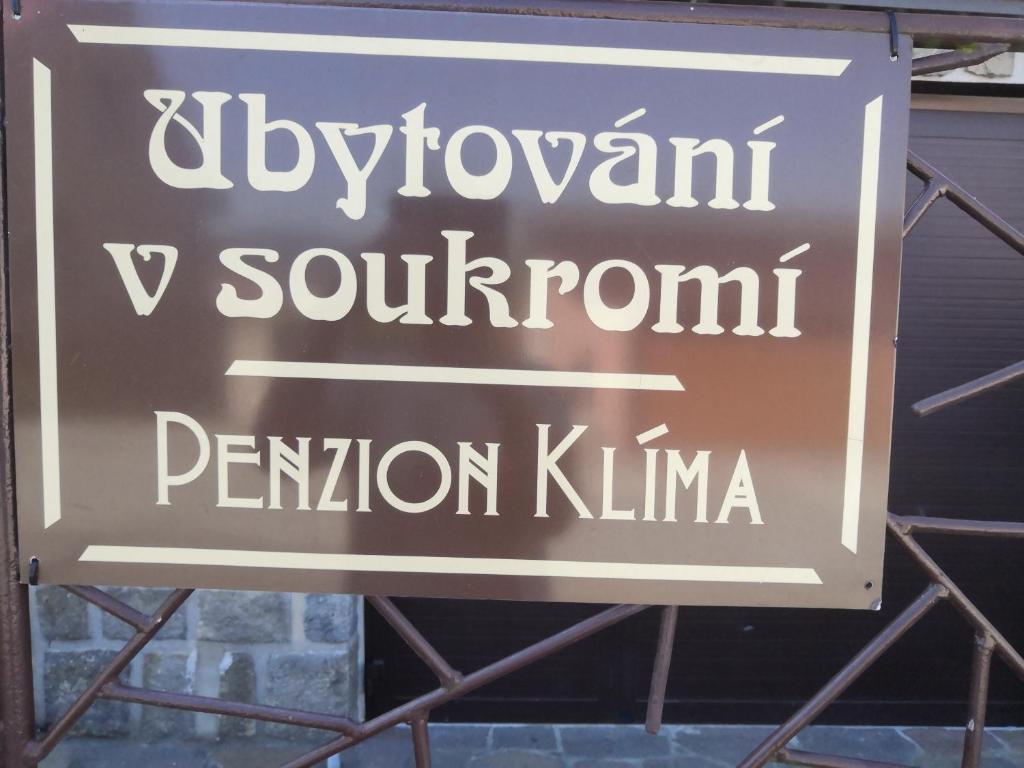 Ubytování
v soukromí
PENZION KLÍMA